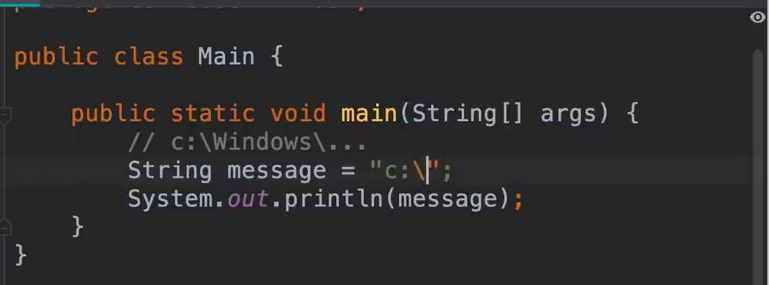 public class Main {
public static void main(String[] args) {
// c:\Windows\...
String message = "c:\";
System.out.println(message);
}
}